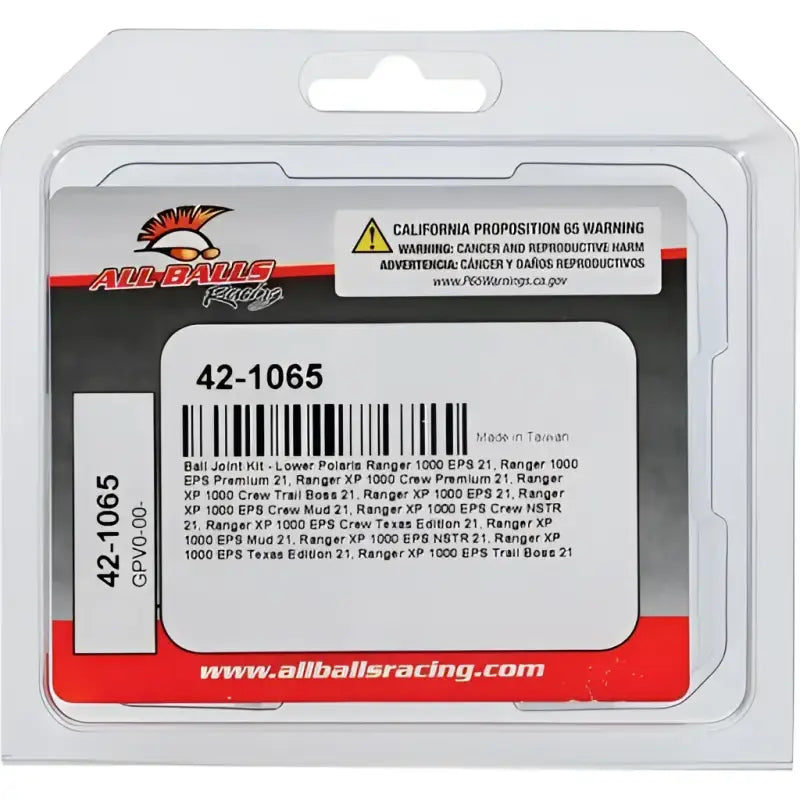 ALL BALLS
Racing
CALIFORNIA PROPOSITION 65 WARNING
WARNING: CANCER AND REPRODUCTIVE HARM
ADVERTENCIA: CÁNCER Y DAÑOS REPRODUCTIVOS
www.P65Warnings.ca.gov
42-1065
Made in Taiwan
Ball Joint Kit - Lower Polaris Ranger 1000 EPS 21, Ranger 1000
EPS Premium 21, Ranger XP 1000 Crew Premium 21, Ranger
XP 1000 Crew Trail Boss 21, Ranger XP 1000 EPS 21, Ranger
XP 1000 EPS Crew Mud 21, Ranger XP 1000 EPS Crew NSTR
21, Ranger XP 1000 EPS Crew Texas Edition 21, Ranger XP
1000 EPS Mud 21, Ranger XP 1000 EPS NSTR 21, Ranger XP
1000 EPS Texas Edition 21, Ranger XP 1000 EPS Trail Boss 21
42-1065
GPV0-00-
www.allballsracing.com